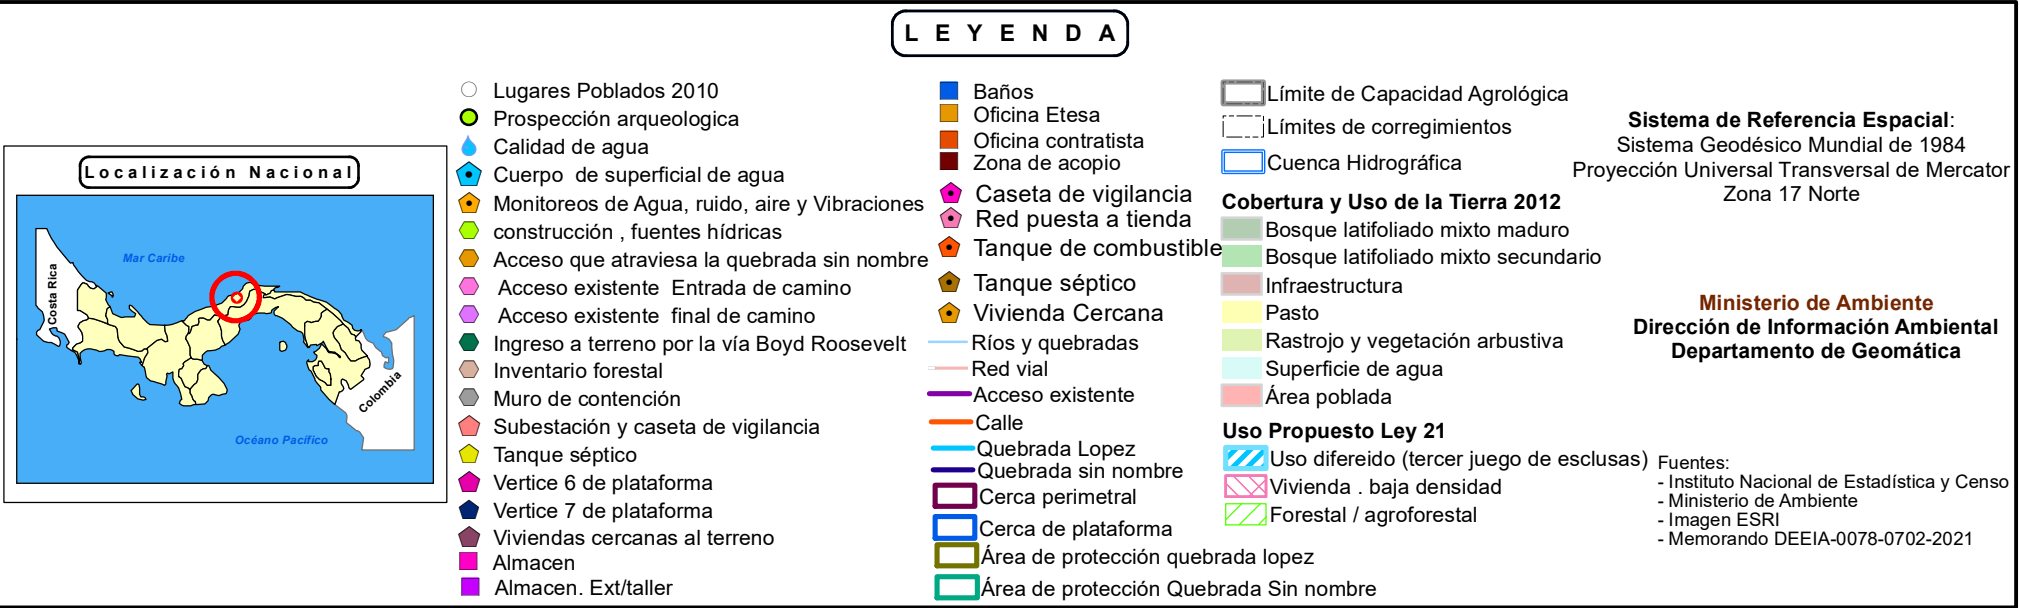 L E Y E N D A
Localización Nacional
Mar Caribe
Costa Rica
Colombia
Océano Pacífico
Lugares Poblados 2010
Prospección arqueologica
Calidad de agua
Cuerpo de superficial de agua
Monitoreos de Agua, ruido, aire y Vibraciones
construcción , fuentes hídricas
Acceso que atraviesa la quebrada sin nombre
Acceso existente Entrada de camino
Acceso existente final de camino
Ingreso a terreno por la vía Boyd Roosevelt
Inventario forestal
Muro de contención
Subestación y caseta de vigilancia
Tanque séptico
Vertice 6 de plataforma
Vertice 7 de plataforma
Viviendas cercanas al terreno
Almacen
Almacen. Ext/taller
Baños
Oficina Etesa
Oficina contratista
Zona de acopio
Caseta de vigilancia
Red puesta a tienda
Tanque de combustible
Tanque séptico
Vivienda Cercana
Ríos y quebradas
Red vial
Acceso existente
Calle
Quebrada Lopez
Quebrada sin nombre
Cerca perimetral
Cerca de plataforma
Área de protección quebrada lopez
Área de protección Quebrada Sin nombre
Límite de Capacidad Agrológica
Límites de corregimientos
Cuenca Hidrográfica
Cobertura y Uso de la Tierra 2012
Bosque latifoliado mixto maduro
Bosque latifoliado mixto secundario
Infraestructura
Pasto
Rastrojo y vegetación arbustiva
Superficie de agua
Área poblada
Uso Propuesto Ley 21
Uso difereido (tercer juego de esclusas)
Vivienda . baja densidad
Forestal / agroforestal
Sistema de Referencia Espacial:
Sistema Geodésico Mundial de 1984
Proyección Universal Transversal de Mercator
Zona 17 Norte
Ministerio de Ambiente
Dirección de Información Ambiental
Departamento de Geomática
Fuentes:
- Instituto Nacional de Estadística y Censo
- Ministerio de Ambiente
- Imagen ESRI
- Memorando DEEIA-0078-0702-2021